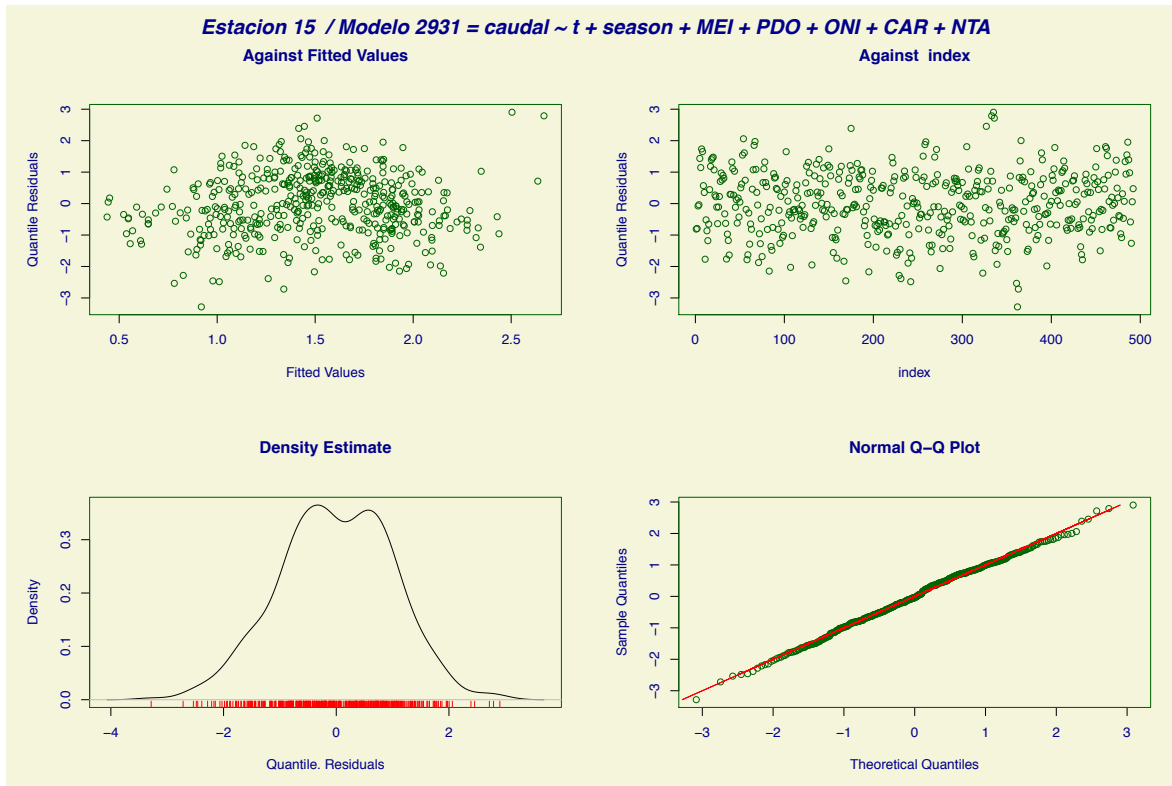 Estacion 15 / Modelo 2931 = caudal ~ t + season + MEI + PDO + ONI + CAR + NTA
Against Fitted Values
Quantile Residuals
3
2
1
0
−1
−2
−3
0.5 1.0 1.5 2.0 2.5
Fitted Values
Against index
Quantile Residuals
3
2
1
0
−1
−2
−3
0 100 200 300 400 500
index
Density Estimate
Density
0.3
0.2
0.1
0.0
−4 −2 0 2
Quantile. Residuals
Normal Q−Q Plot
Sample Quantiles
3
2
1
0
−1
−2
−3
−3 −2 −1 0 1 2 3
Theoretical Quantiles